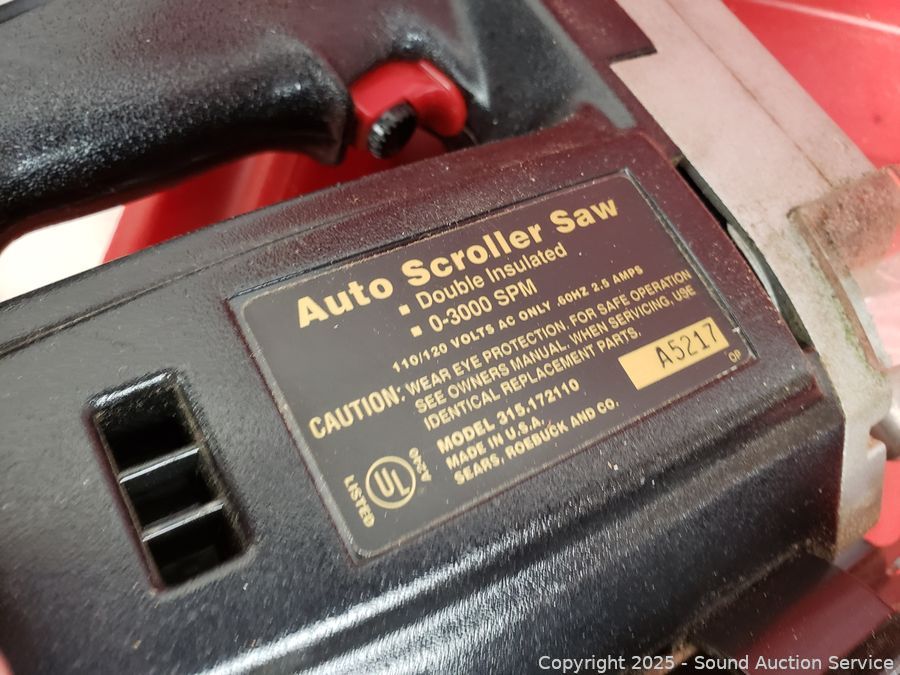 Auto Scroller Saw
▪ Double Insulated
▪ 0-3000 SPM
110/120 VOLTS AC ONLY .60HZ 2.5 AMPS
CAUTION: WEAR EYE PROTECTION. FOR SAFE OPERATION
SEE OWNERS MANUAL. WHEN SERVICING, USE
IDENTICAL REPLACEMENT PARTS.
MODEL 315.172110
MADE IN U.S.A.
SEARS, ROEBUCK AND CO.
A5217
OP
LISTED
UL
A240
Copyright © 2025 - Sound Auction Service